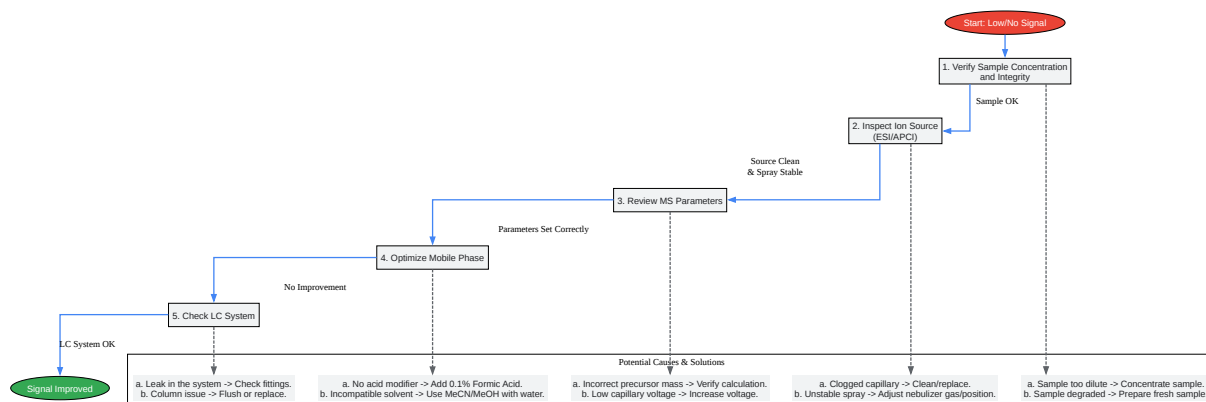 Start: Low/No Signal
1. Verify Sample Concentration
and Integrity
Sample OK
2. Inspect Ion Source
(ESI/APCI)
Source Clean
& Spray Stable
3. Review MS Parameters
Parameters Set Correctly
4. Optimize Mobile Phase
No Improvement
5. Check LC System
LC System OK
Signal Improved
Potential Causes & Solutions
a. Leak in the system -> Check fittings.
b. Column issue -> Flush or replace.
a. No acid modifier -> Add 0.1% Formic Acid.
b. Incompatible solvent -> Use MeCN/MeOH with water.
a. Incorrect precursor mass -> Verify calculation.
b. Low capillary voltage -> Increase voltage.
a. Clogged capillary -> Clean/replace.
b. Unstable spray -> Adjust nebulizer gas/position.
a. Sample too dilute -> Concentrate sample.
b. Sample degraded -> Prepare fresh sample